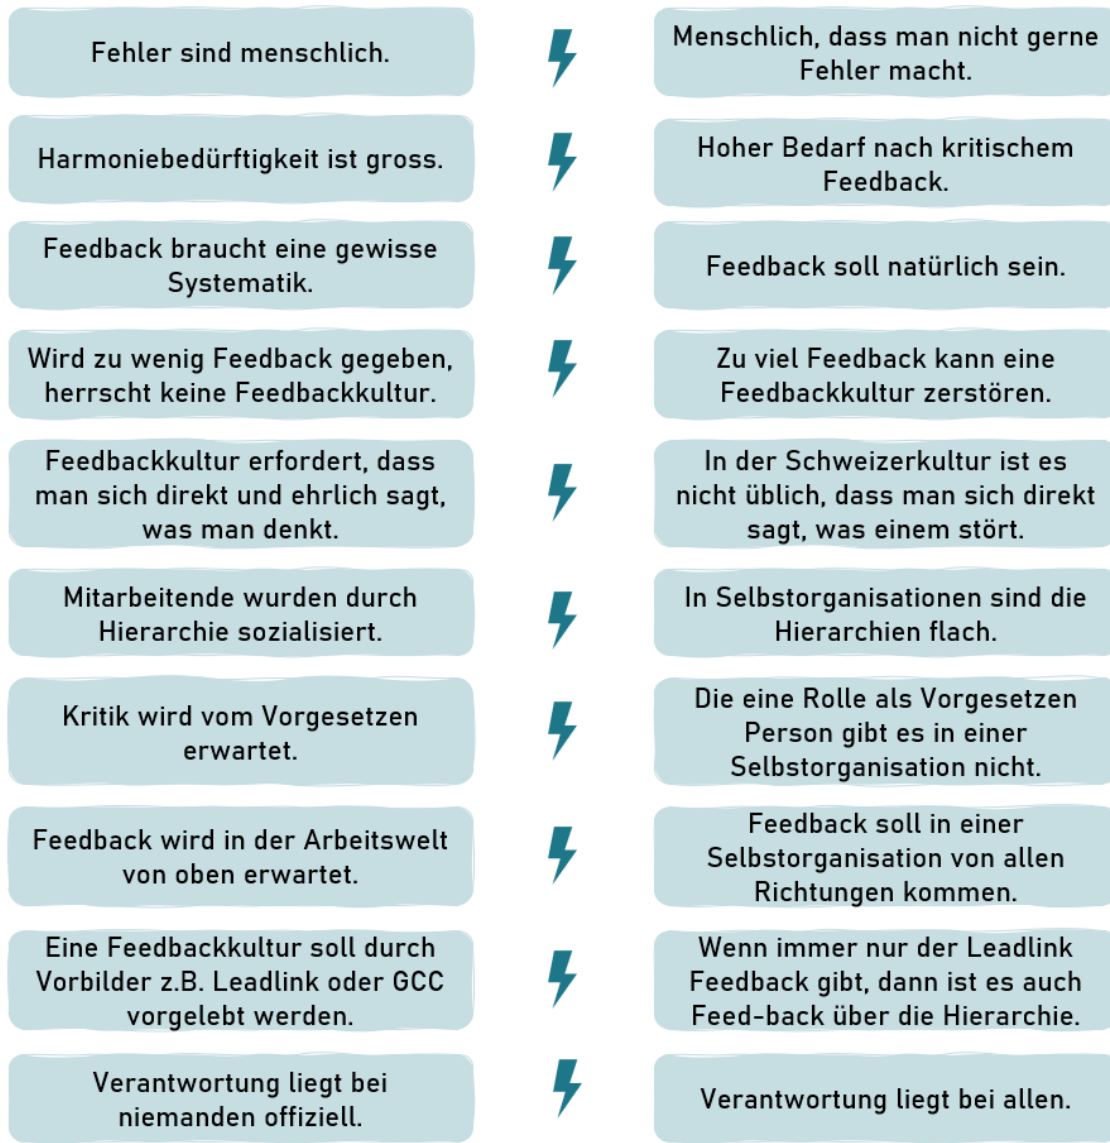 Fehler sind menschlich.
Menschlich, dass man nicht gerne
Fehler macht.
Harmoniebedürftigkeit ist gross.
Hoher Bedarf nach kritischem
Feedback.
Feedback braucht eine gewisse
Systematik.
Feedback soll natürlich sein.
Wird zu wenig Feedback gegeben,
herrscht keine Feedbackkultur.
Zu viel Feedback kann eine
Feedbackkultur zerstören.
Feedbackkultur erfordert, dass
man sich direkt und ehrlich sagt,
was man denkt.
In der Schweizerkultur ist es
nicht üblich, dass man sich direkt
sagt, was einem stört.
Mitarbeitende wurden durch
Hierarchie sozialisiert.
In Selbstorganisationen sind die
Hierarchien flach.
Kritik wird vom Vorgesetzen
erwartet.
Die eine Rolle als Vorgesetzen
Person gibt es in einer
Selbstorganisation nicht.
Feedback wird in der Arbeitswelt
von oben erwartet.
Feedback soll in einer
Selbstorganisation von allen
Richtungen kommen.
Eine Feedbackkultur soll durch
Vorbilder z.B. Leadlink oder GCC
vorgelebt werden.
Wenn immer nur der Leadlink
Feedback gibt, dann ist es auch
Feed-back über die Hierarchie.
Verantwortung liegt bei
niemanden offiziell.
Verantwortung liegt bei allen.